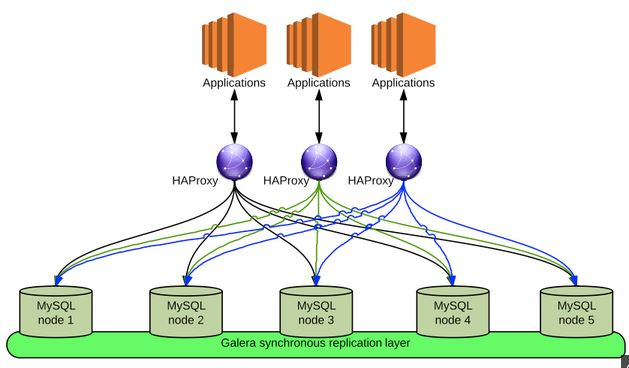 Applications Applications Applications
HAProxy HAProxy HAProxy
MySQL MySQL MySQL MySQL MySQL
node 1 node 2 node 3 node 4 node 5
Galera synchronous replication layer